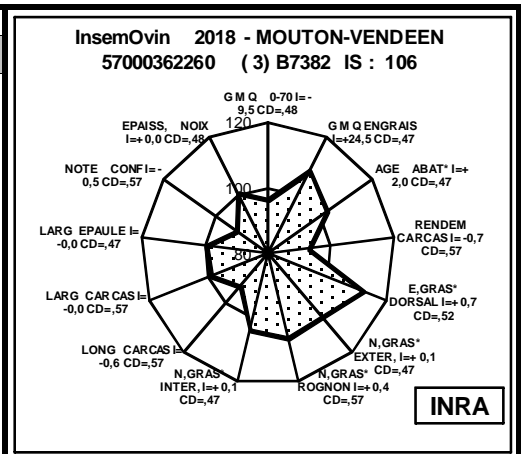 InsemOvin 2018 - MOUTON-VENDEEN
57000362260 ( 3) B7382 IS : 106
G M Q 0-70 I=-
9,5 CD=,48
120
100
80
G M Q ENGRAIS
I=+24,5 CD=,47
AGE ABAT* I=+
2,0 CD=,47
RENDEM
CARCAS I= -0,7
CD=,57
E,GRAS*
DORSAL I=+ 0,7
CD=,52
N,GRAS*
EXTER, I=+ 0,1
CD=,47
N,GRAS*
ROGNON I=+ 0,4
CD=,57
N,GRAS*
INTER, I=+ 0,1
CD=,47
LONG CARCAS I=
-0,6 CD=,57
LARG CARCAS I=
-0,0 CD=,57
LARG EPAULE I=
-0,0 CD=,47
NOTE CONF I= -
0,5 CD=,57
EPAISS, NOIX
I=+ 0,0 CD=,48
INRA